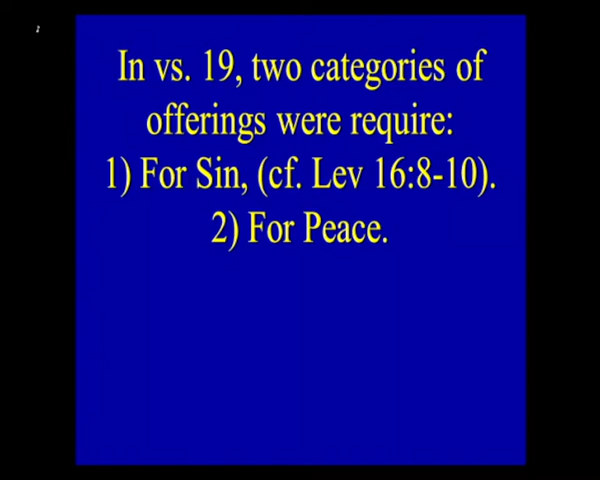 In vs. 19, two categories of
offerings were require:
1) For Sin, (cf. Lev 16:8-10).
2) For Peace.